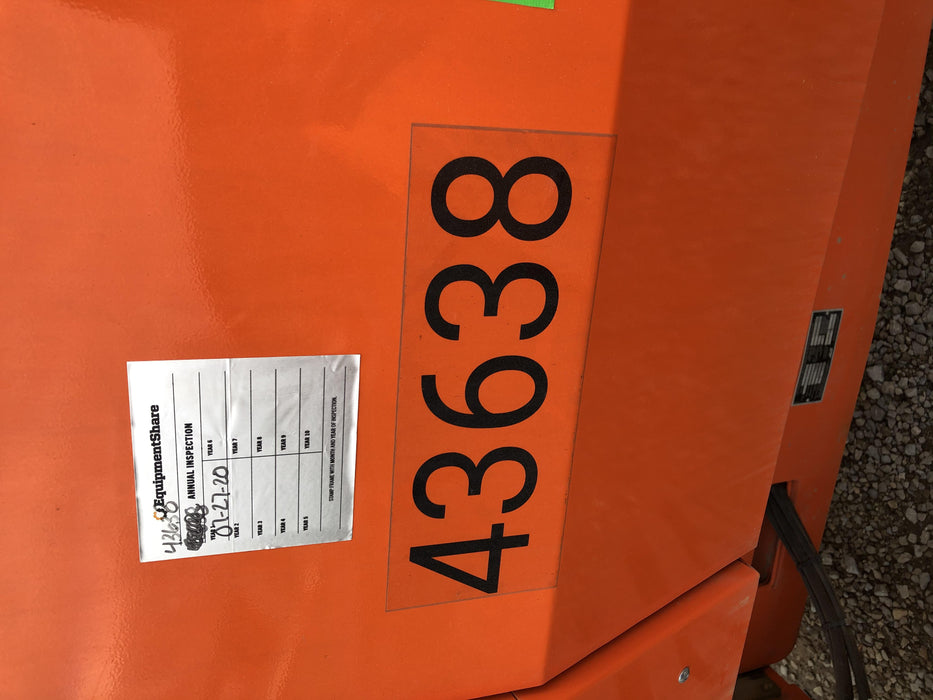 43638
EquipmentShare
43638
ANNUAL INSPECTION
YEAR 1 YEAR 6
07-27-20
YEAR 2 YEAR 7
YEAR 3 YEAR 8
YEAR 4 YEAR 9
YEAR 5 YEAR 10
STAMP FRAME WITH MONTH AND YEAR OF INSPECTION.